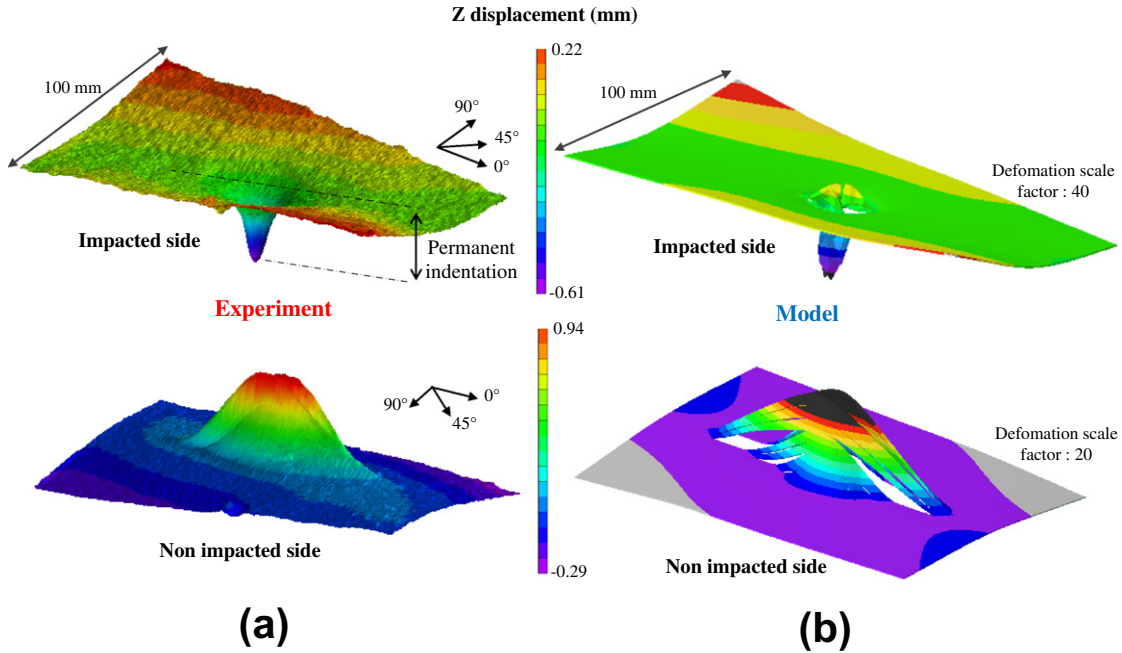 Z displacement (mm)
0.22
100 mm
90°
45°
0°
Impacted side
Permanent
indentation
-0.61
Experiment
100 mm
Defomation scale
factor : 40
Impacted side
Model
0.94
90°
0°
45°
Non impacted side
-0.29
Defomation scale
factor : 20
Non impacted side
(a)
(b)